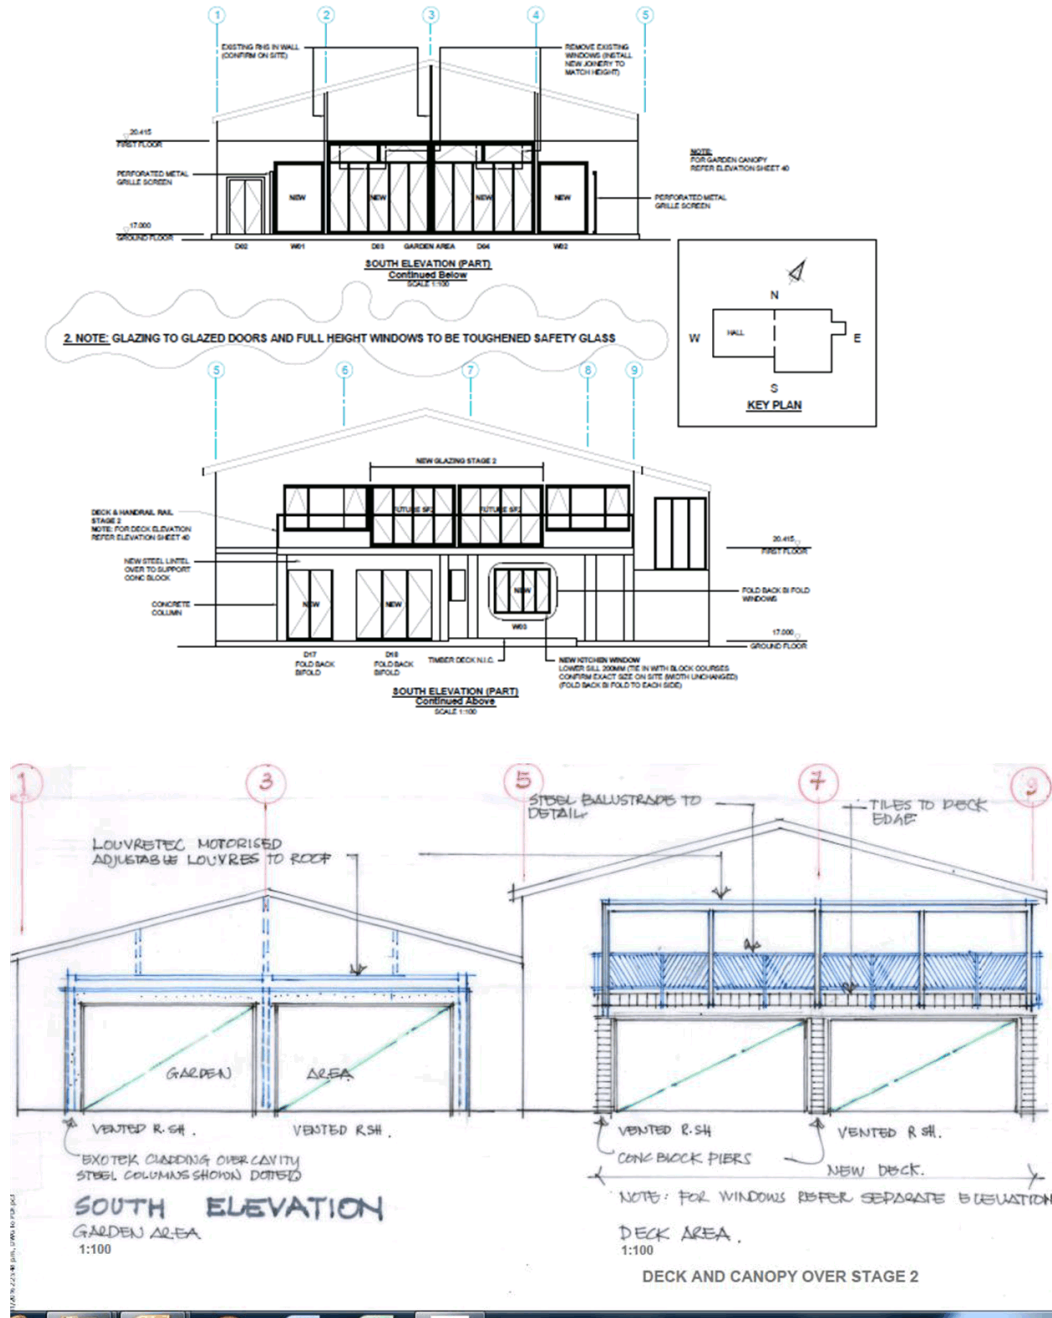 1
2
3
4
5
EXISTING RHS IN WALL
(CONFIRM ON SITE)
REMOVE EXISTING
WINDOWS (INSTALL
NEW JOINERY TO
MATCH HEIGHT)
20.415
FIRST FLOOR
NOTE:
FOR GARDEN CANOPY
REFER ELEVATION SHEET 40
PERFORATED METAL
GRILLE SCREEN
NEW
NEW
NEW
NEW
PERFORATED METAL
GRILLE SCREEN
17.000
GROUND FLOOR
D02
W01
D03
GARDEN AREA
D04
W02
SOUTH ELEVATION (PART)
Continued Below
SCALE 1:100
N
W
HALL
E
S
KEY PLAN
2. NOTE: GLAZING TO GLAZED DOORS AND FULL HEIGHT WINDOWS TO BE TOUGHENED SAFETY GLASS
5
6
7
8
9
NEW GLAZING STAGE 2
FUTURE SF2
FUTURE SF2
DECK & HANDRAIL RAIL
STAGE 2
NOTE: FOR DECK ELEVATION
REFER ELEVATION SHEET 40
20.415
FIRST FLOOR
NEW STEEL LINTEL
OVER TO SUPPORT
CONC BLOCK
FOLD BACK BI FOLD
WINDOWS
CONCRETE
COLUMN
NEW
NEW
NEW
W03
17.000
GROUND FLOOR
D17
FOLD BACK
BIFOLD
D18
FOLD BACK
BIFOLD
TIMBER DECK N.I.C.
NEW KITCHEN WINDOW
LOWER SILL 200MM (TIE IN WITH BLOCK COURSES
CONFIRM EXACT SIZE ON SITE (WIDTH UNCHANGED)
(FOLD BACK BI FOLD TO EACH SIDE)
SOUTH ELEVATION (PART)
Continued Above
SCALE 1:100
1
3
5
7
9
STEEL BALUSTRADE TO
DETAIL
TILES TO DECK
EDGE
LOUVRETEC MOTORISED
ADJUSTABLE LOUVRES TO ROOF
GARDEN AREA
VENTED R.SH.
VENTED RSH.
VENTED R.SH
VENTED R SH.
EXOTEK CLADDING OVER CAVITY
STEEL COLUMNS SHOWN DOTTED
CONC BLOCK PIERS
NEW DECK.
NOTE: FOR WINDOWS REFER SEPARATE ELEVATION
SOUTH ELEVATION
GARDEN AREA
1:100
DECK AREA.
1:100
DECK AND CANOPY OVER STAGE 2